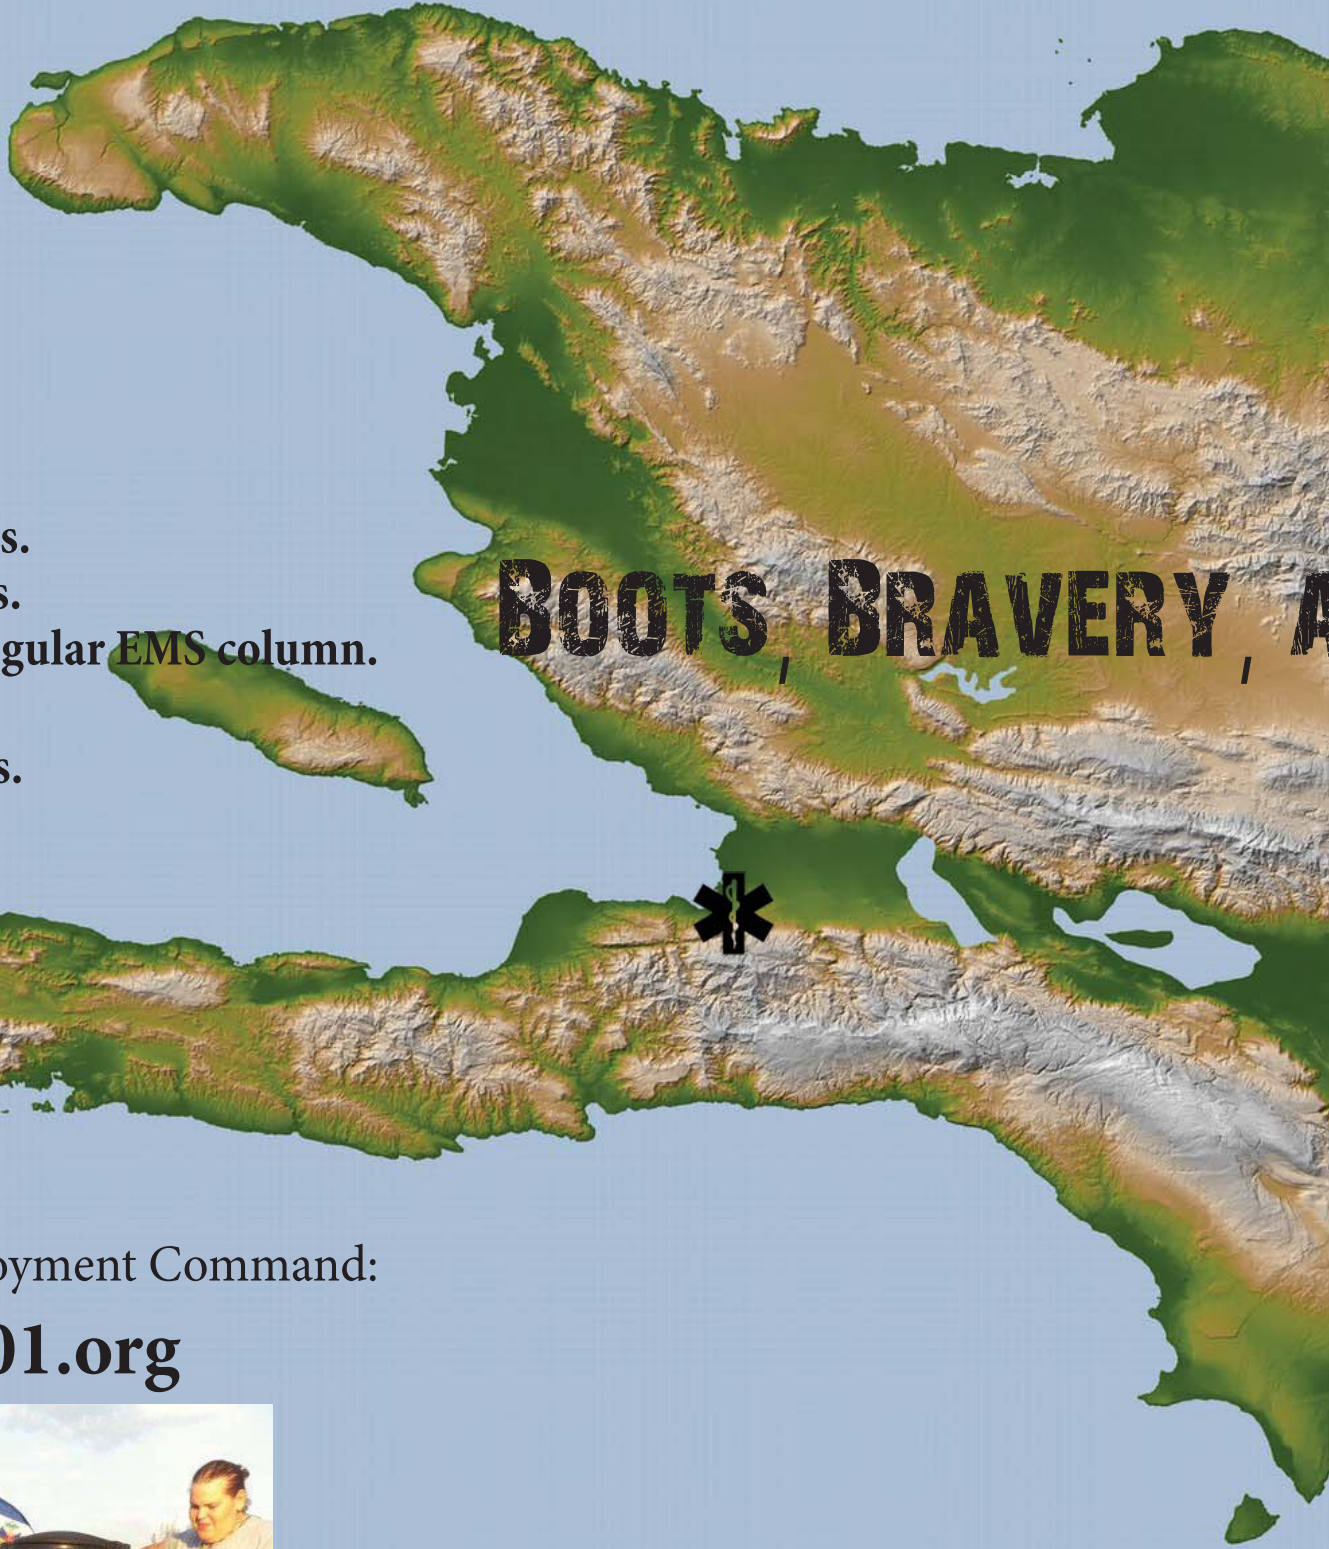 s.
s.
gular EMS column.
s.
Boots, Bravery, a
oyment Command:
01.org